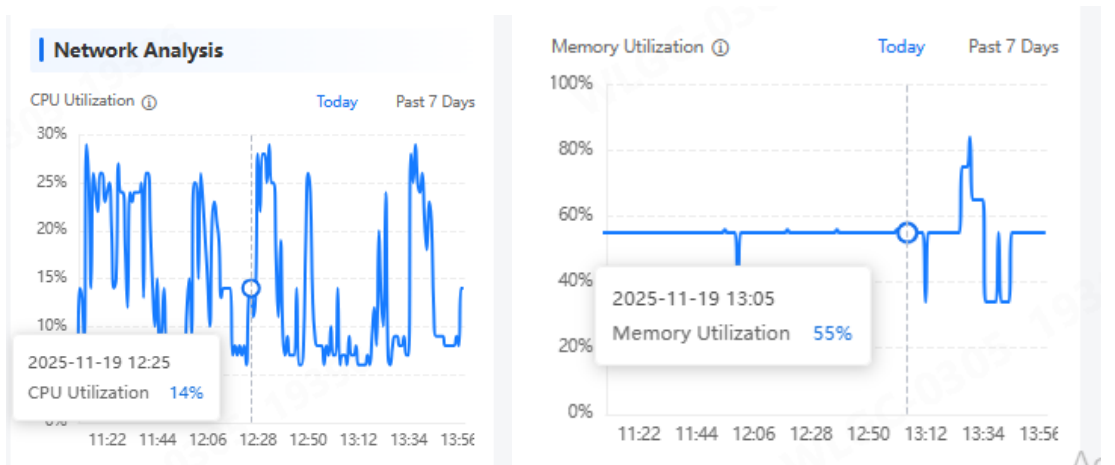 Network Analysis
CPU Utilization
Today
Past 7 Days
30%
25%
20%
15%
10%
2025-11-19 12:25
CPU Utilization 14%
11:22 11:44 12:06 12:28 12:50 13:12 13:34 13:56
Memory Utilization
Today
Past 7 Days
100%
80%
60%
40%
2025-11-19 13:05
Memory Utilization 55%
20%
0%
11:22 11:44 12:06 12:28 12:50 13:12 13:34 13:56